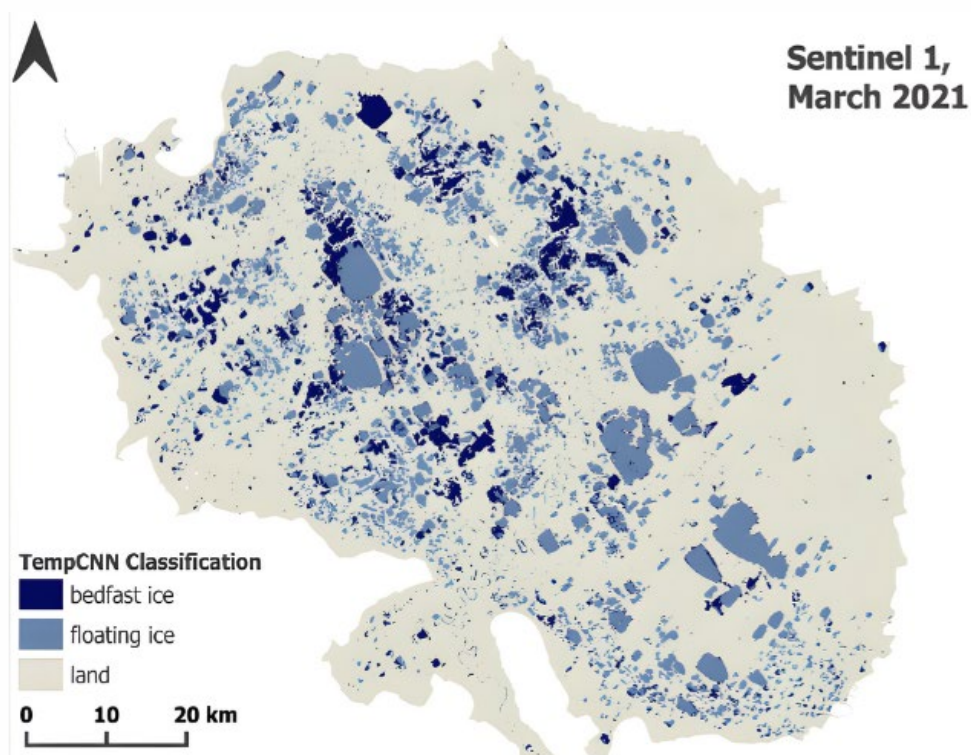 Sentinel 1,
March 2021
TempCNN Classification
bedfast ice
floating ice
land
0 10 20 km